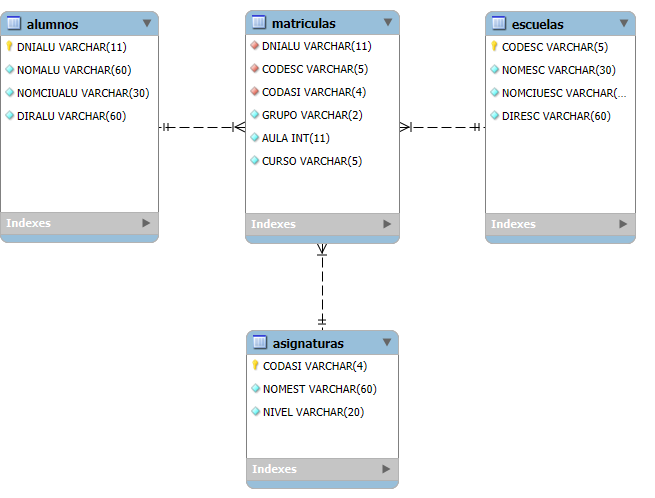 alumnos
DNIALU VARCHAR(11)
NOMALU VARCHAR(60)
NOMCIUALU VARCHAR(30)
DIRALU VARCHAR(60)
Indexes
matriculas
DNIALU VARCHAR(11)
CODESC VARCHAR(5)
CODASI VARCHAR(4)
GRUPO VARCHAR(2)
AULA INT(11)
CURSO VARCHAR(5)
Indexes
escuelas
CODESC VARCHAR(5)
NOMESC VARCHAR(30)
NOMCIUESC VARCHAR(...
DIRESC VARCHAR(60)
Indexes
asignaturas
CODASI VARCHAR(4)
NOMEST VARCHAR(60)
NIVEL VARCHAR(20)
Indexes